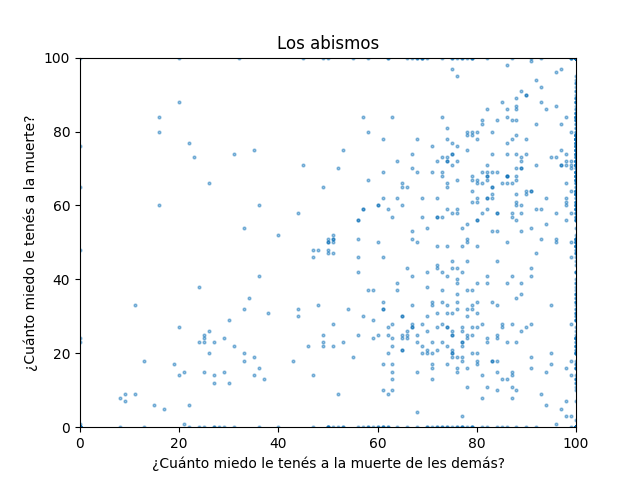 Los abismos
100
80
60
40
20
0
¿Cuánto miedo le tenés a la muerte?
0 20 40 60 80 100
¿Cuánto miedo le tenés a la muerte de les demás?